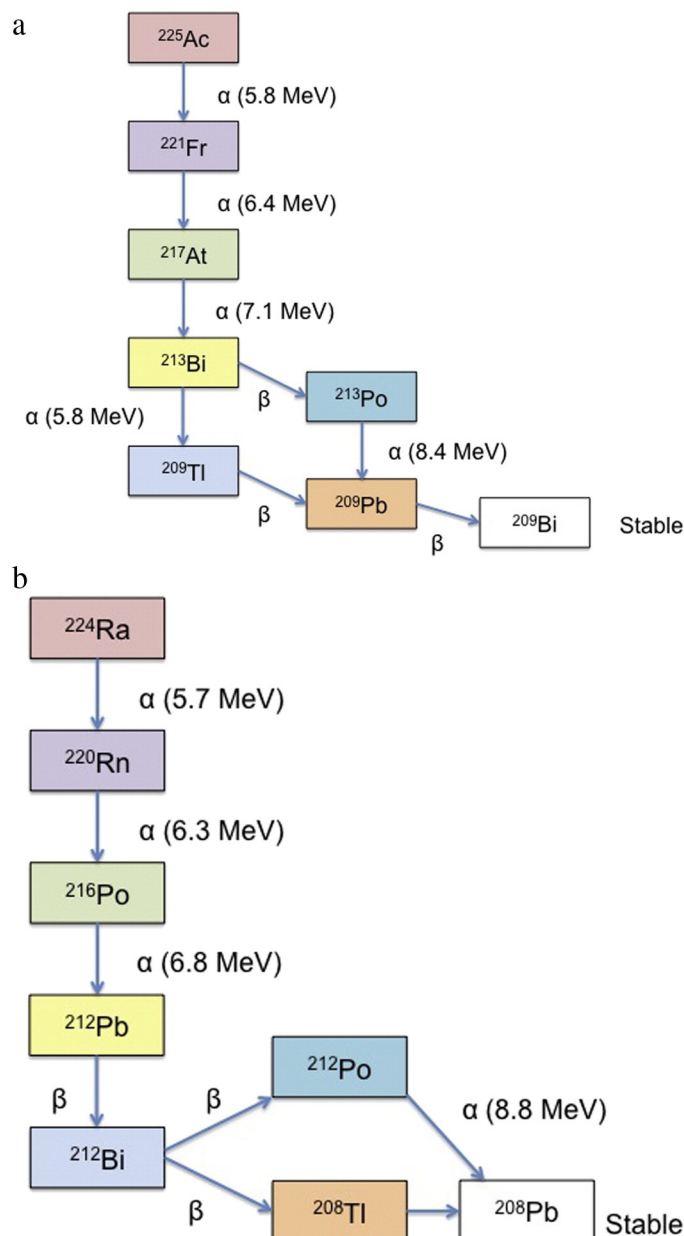 a
²²⁵Ac
α (5.8 MeV)
²²¹Fr
α (6.4 MeV)
²¹⁷At
α (7.1 MeV)
²¹³Bi
β
²¹³Po
α (5.8 MeV)
α (8.4 MeV)
²⁰⁹Tl
β
²⁰⁹Pb
β
²⁰⁹Bi
Stable
b
²²⁴Ra
α (5.7 MeV)
²²⁰Rn
α (6.3 MeV)
²¹⁶Po
α (6.8 MeV)
²¹²Pb
β
²¹²Bi
β
²¹²Po
α (8.8 MeV)
β
²⁰⁸Tl
²⁰⁸Pb
Stable